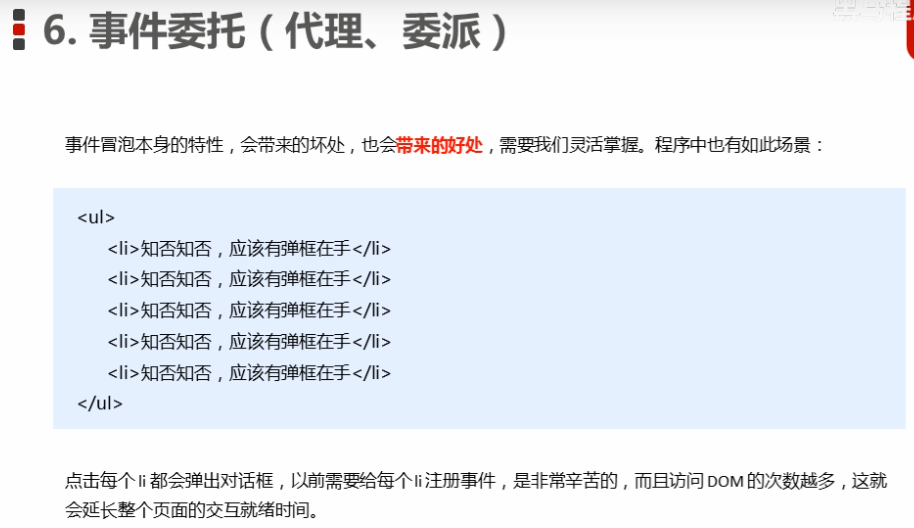 6. 事件委托（代理、委派）
事件冒泡本身的特性，会带来的坏处，也会带来的好处，需要我们灵活掌握。程序中也有如此场景：
<ul>
<li>知否知否，应该有弹框在手</li>
<li>知否知否，应该有弹框在手</li>
<li>知否知否，应该有弹框在手</li>
<li>知否知否，应该有弹框在手</li>
<li>知否知否，应该有弹框在手</li>
</ul>
点击每个 li 都会弹出对话框，以前需要给每个 li 注册事件，是非常辛苦的，而且访问 DOM 的次数越多，这就
会延长整个页面的交互就绪时间。